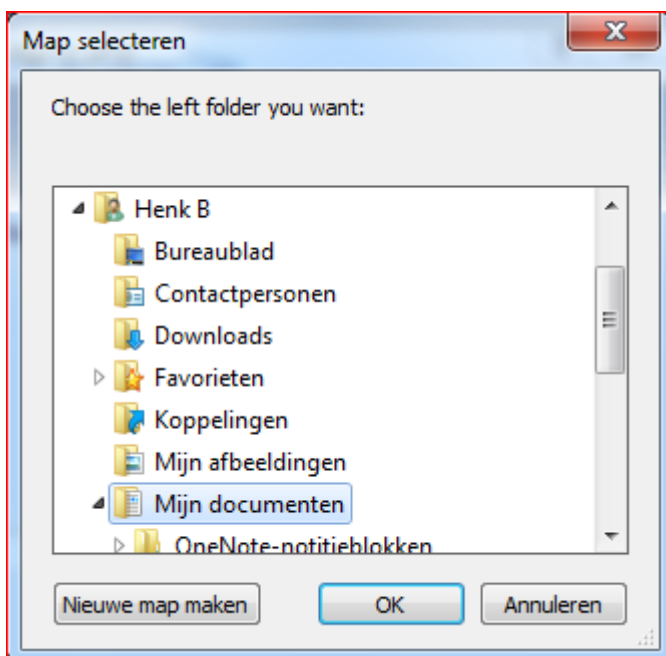 Map selecteren
Choose the left folder you want:
Henk B
Bureaublad
Contactpersonen
Downloads
Favorieten
Koppelingen
Mijn afbeeldingen
Mijn documenten
OneNote-notitieblokken
Nieuwe map maken
OK
Annuleren